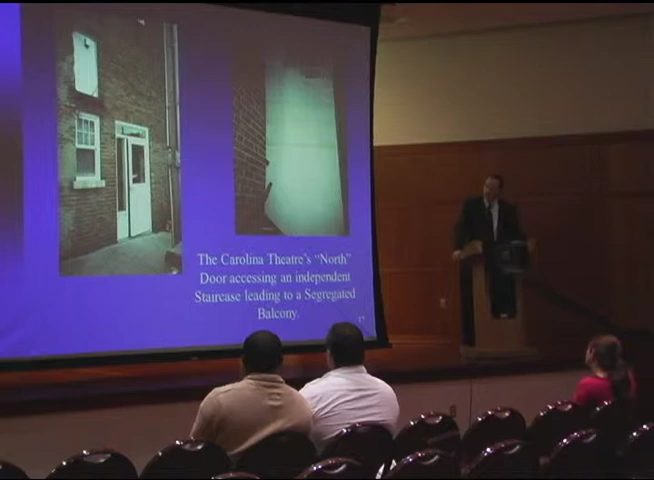 The Carolina Theatre's "North"
Door accessing an independent
Staircase leading to a Segregated
Balcony.